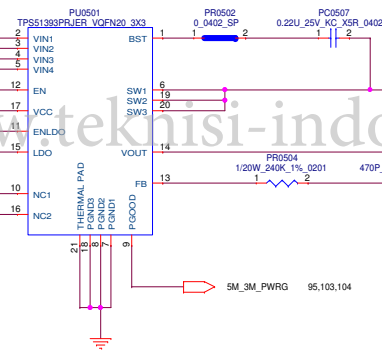 PU0501
TPS51393PRJER_VQFN20_3X3
PR0502
0_0402_SP
PC0507
0.22U_25V_KC_X5R_0402
2 VIN1
3 VIN2
4 VIN3
5 VIN4
12 EN
17 VCC
11 ENLDO
15 LDO
10 NC1
16 NC2
BST 1
1 2
1 2
SW1 6
SW2 19
SW3 20
VOUT 14
FB 13
PR0504
1/20W_240K_1%_0201
1 2
470P_
THERMAL PAD
PGND3
PGND2
PGND1
PGOOD
21
18
8
7
9
5M_3M_PWRG 95,103,104
w.teknisi-indo